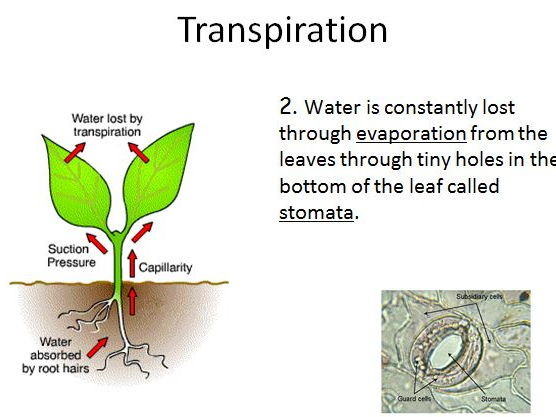 Transpiration
2. Water is constantly lost
through evaporation from the
leaves through tiny holes in the
bottom of the leaf called
stomata.
Water lost by
transpiration
Suction
Pressure
Capillarity
Water
absorbed
by root hairs
Subsidiary cells
Guard cells
Stomata